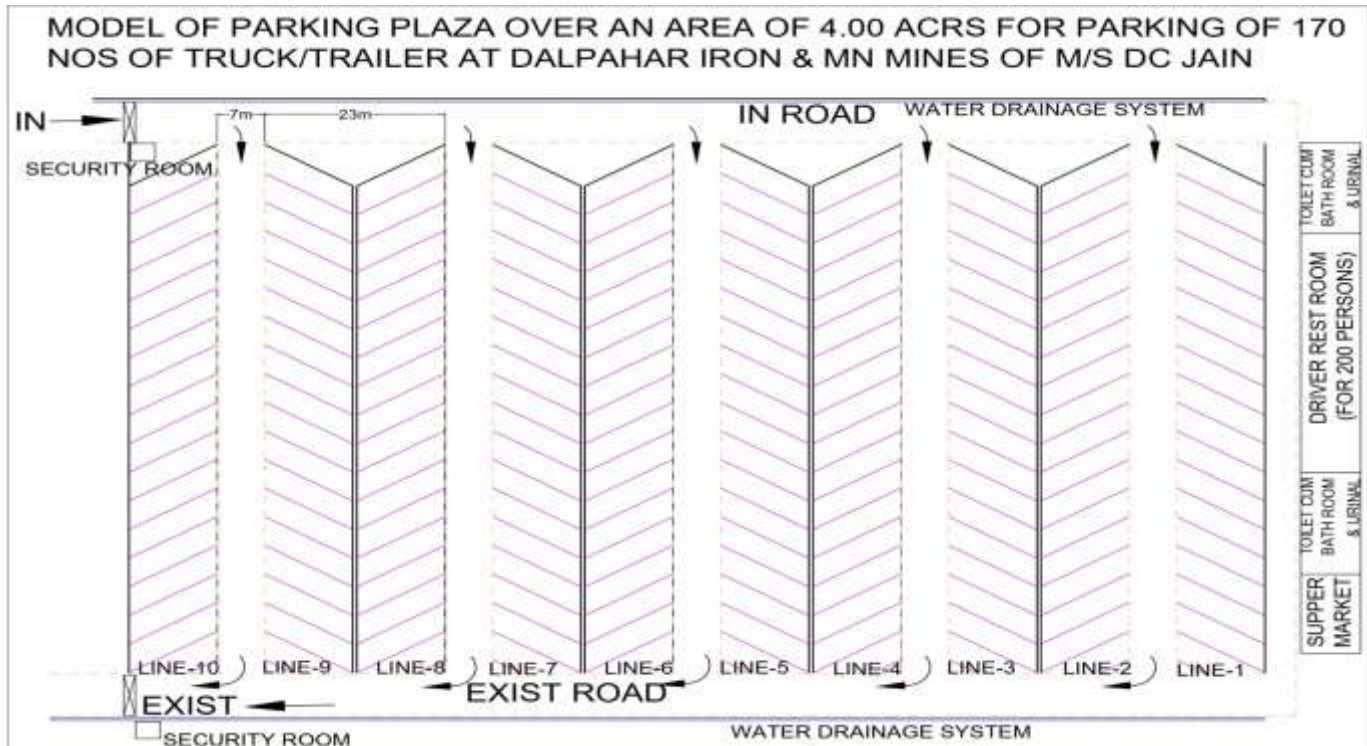 MODEL OF PARKING PLAZA OVER AN AREA OF 4.00 ACRS FOR PARKING OF 170
NOS OF TRUCK/TRAILER AT DALPAHAR IRON & MN MINES OF M/S DC JAIN
IN
7m
23m
IN ROAD
WATER DRAINAGE SYSTEM
SECURITY ROOM
TOILET CUM
BATH ROOM
& URINAL
DRIVER REST ROOM
(FOR 200 PERSONS)
TOILET CUM
BATH ROOM
& URINAL
SUPPER
MARKET
LINE-10
LINE-9
LINE-8
LINE-7
LINE-6
LINE-5
LINE-4
LINE-3
LINE-2
LINE-1
EXIST
EXIST ROAD
SECURITY ROOM
WATER DRAINAGE SYSTEM